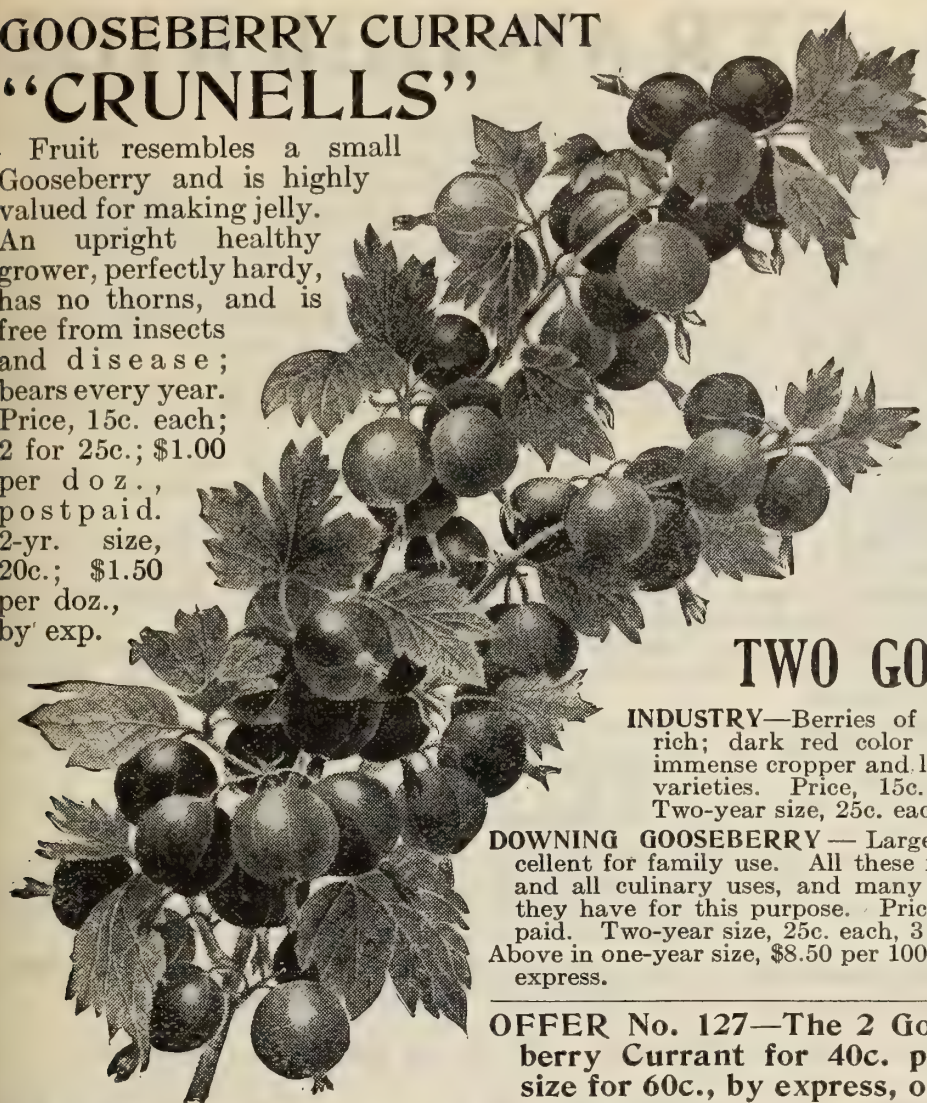 GOOSEBERRY CURRANT
“CRUNELLS”
Fruit resembles a small
Gooseberry and is highly
valued for making jelly.
An upright healthy
grower, perfectly hardy,
has no thorns, and is
free from insects
and disease;
bears every year.
Price, 15c. each;
2 for 25c.; $1.00
per doz.,
postpaid.
2-yr. size,
20c.; $1.50
per doz.,
by exp.
TWO GO
INDUSTRY—Berries of
rich; dark red color
immense cropper and l
varieties. Price, 15c.
Two-year size, 25c. eac
DOWNING GOOSEBERRY — Large
cellent for family use. All these
and all culinary uses, and many
they have for this purpose. Pric
paid. Two-year size, 25c. each, 3
Above in one-year size, $8.50 per 100
express.
OFFER No. 127—The 2 Go
berry Currant for 40c. p
size for 60c., by express, o